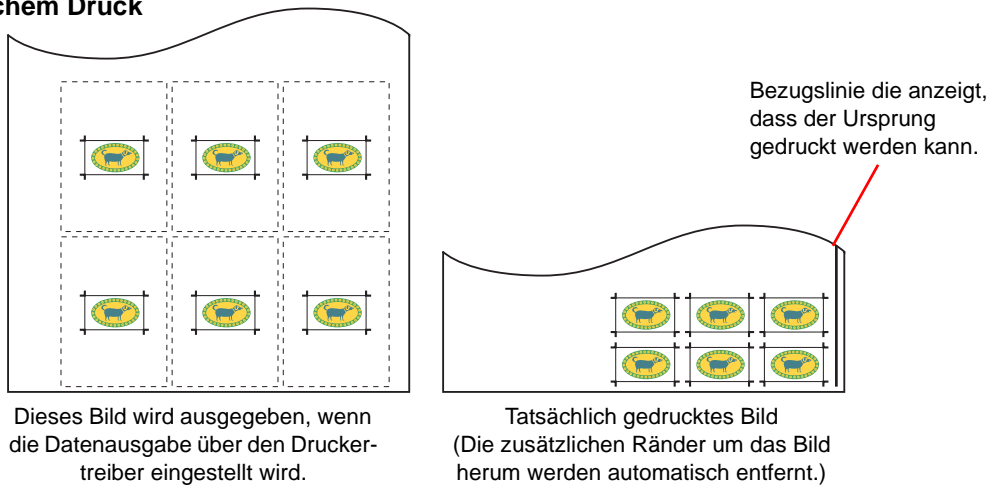 chem Druck
Bezugslinie die anzeigt,
dass der Ursprung
gedruckt werden kann.
Dieses Bild wird ausgegeben, wenn
die Datenausgabe über den Drucker-
treiber eingestellt wird.
Tatsächlich gedrucktes Bild
(Die zusätzlichen Ränder um das Bild
herum werden automatisch entfernt.)